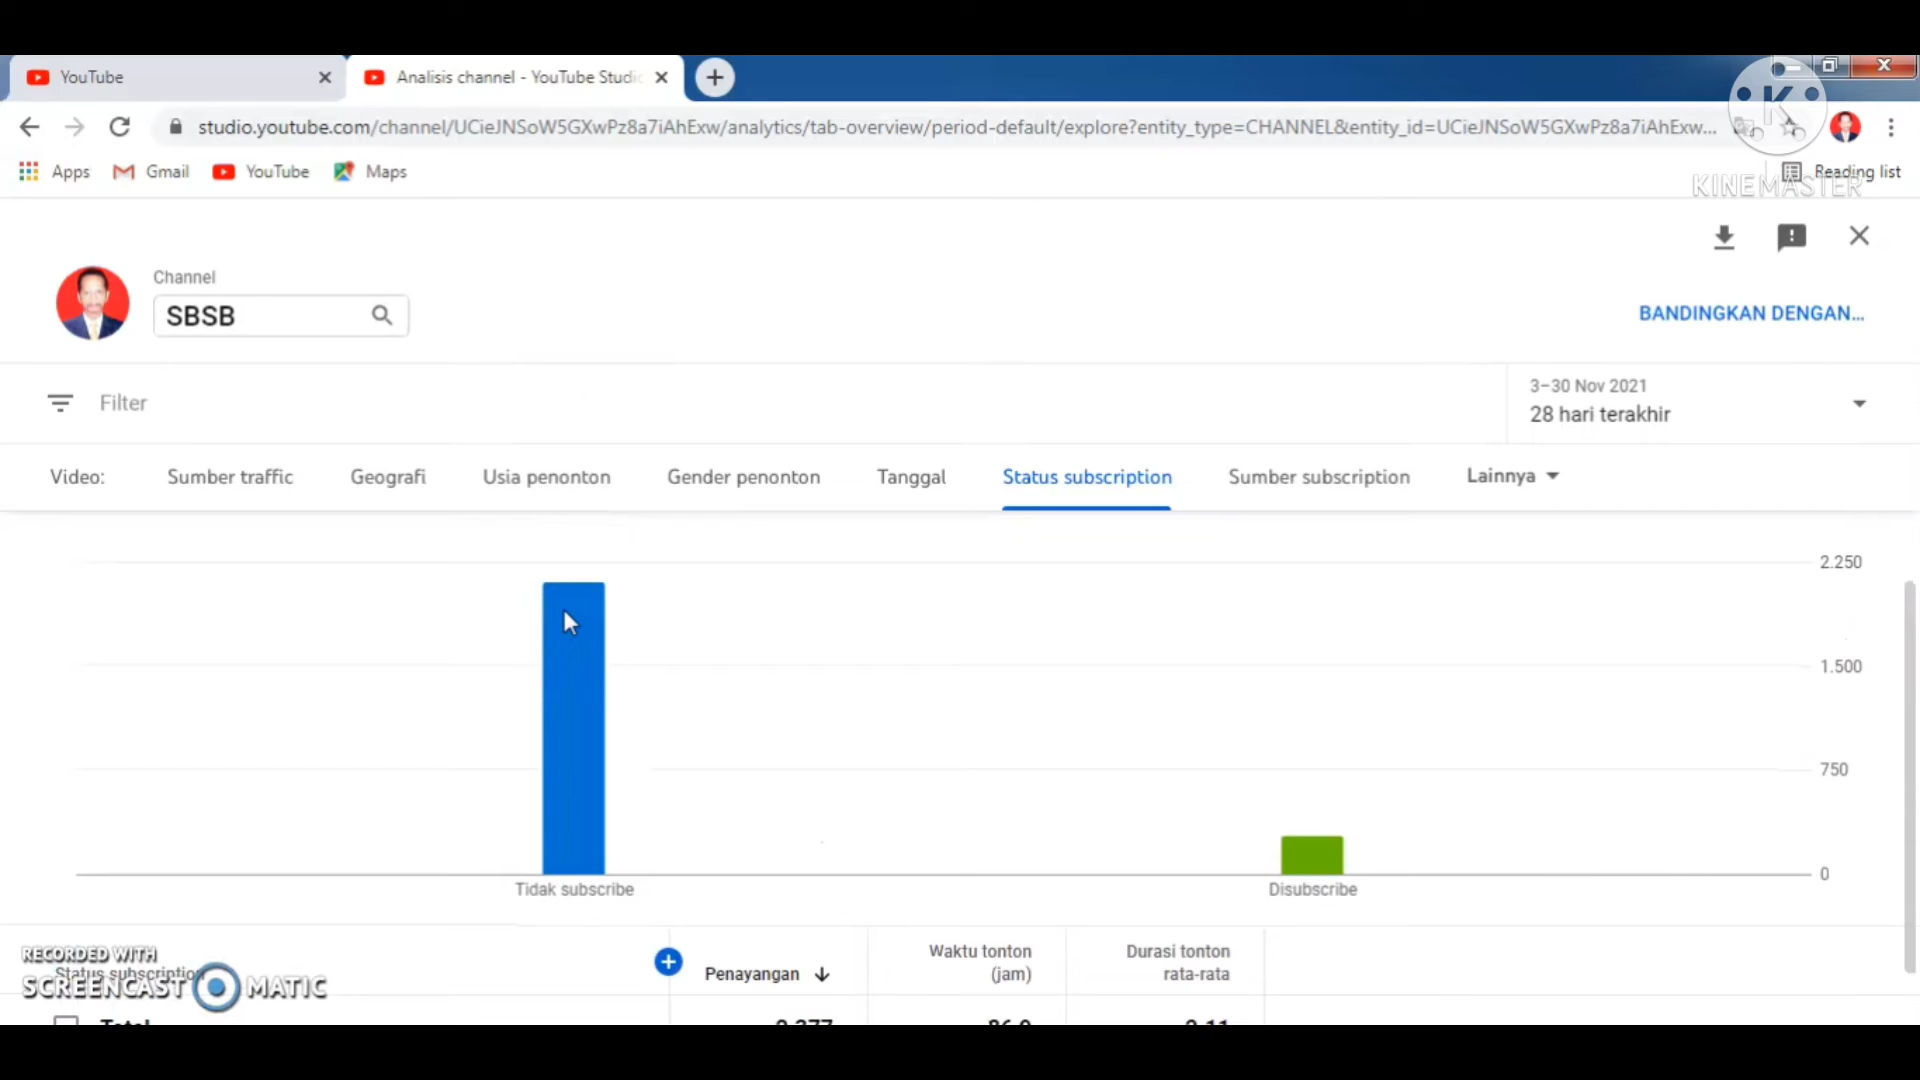 YouTube
Analisis channel - YouTube Studio
studio.youtube.com/channel/UCieJNSoW5GXwPz8a7iAhExw/analytics/tab-overview/period-default/explore?entity_type=CHANNEL&entity_id=UCieJNSoW5GXwPz8a7iAhExw...
K
Apps
Gmail
YouTube
Maps
Reading list
KINEMASTER
Channel
SBSB
BANDINGKAN DENGAN...
Filter
3–30 Nov 2021
28 hari terakhir
Video:
Sumber traffic
Geografi
Usia penonton
Gender penonton
Tanggal
Status subscription
Sumber subscription
Lainnya
2.250
1.500
750
0
Tidak subscribe
Disubscribe
RECORDED WITH
SCREENCAST MATIC
Status subscription
Penayangan
Waktu tonton
(jam)
Durasi tonton
rata-rata
Total